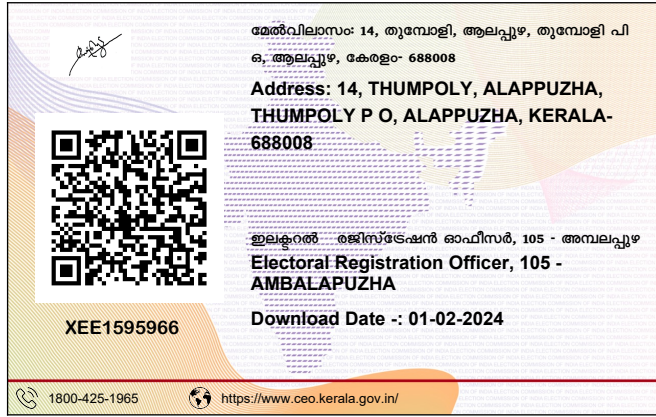 മേൽവിലാസം: 14, തുമ്പോളി, ആലപ്പുഴ, തുമ്പോളി പി
ഒ, ആലപ്പുഴ, കേരളം- 688008
Address: 14, THUMPOLY, ALAPPUZHA,
THUMPOLY P O, ALAPPUZHA, KERALA-
688008
ഇലക്ടറൽ രജിസ്ട്രേഷൻ ഓഫീസർ, 105 - അമ്പലപ്പുഴ
Electoral Registration Officer, 105 -
AMBALAPUZHA
XEE1595966
Download Date -: 01-02-2024
1800-425-1965
https://www.ceo.kerala.gov.in/